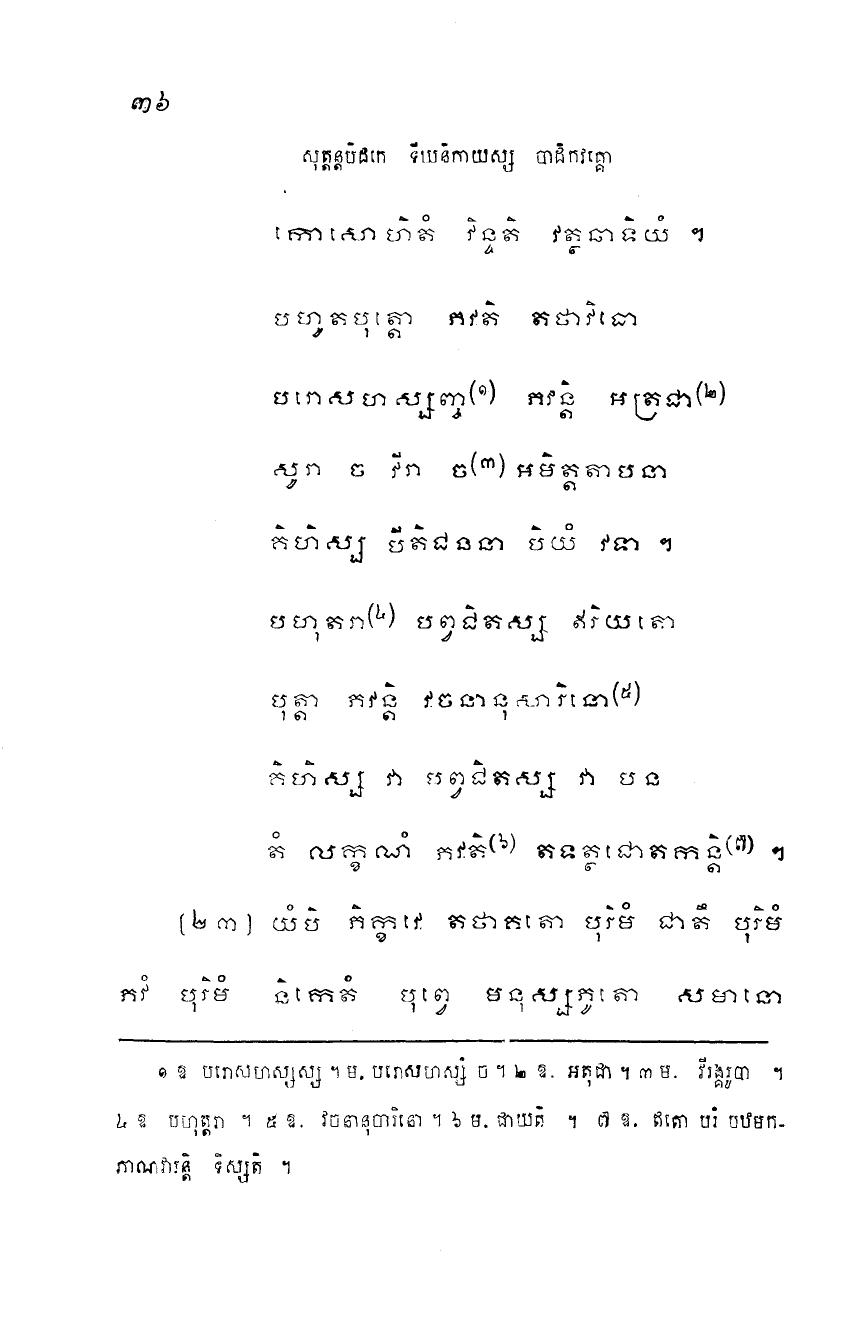 ៣៦
សុត្តន្តបិដកេ ទីឃនិកាយស្ស បាដិកវគ្គោ
កោសោហិតំ វិន្ទតិ វត្ថឆាទិយំ ។
បហូតបុត្តោ ភវតិ តថាវិធោ
បរោសហស្សញ្ច(១) ភវន្តិ អត្រជា(២)
សូរា ច វីរា ច(៣) អមិត្តតាបនា
គិហិស្ស បីតិជននា បិយំ វទា ។
បហុតរា(៤) បព្វជិតស្ស ឥរិយតោ
បុត្តា ភវន្តិ វចនានុសារិនោ(៥)
គិហិស្ស វា បព្វជិតស្ស វា បន
តំ លក្ខណំ ភវតិ(៦) តទត្ថជោតកន្តិ(៧) ។
[២៣] យំបិ ភិក្ខវេ តថាគតោ បុរិមំ ជាតឹ បុរិមំ
ភវំ បុរិមំ និកេតំ បុព្វេ មនុស្សភូតោ សមានោ
១ ឱ បរោសហស្សស្ស ។ ម. បរោសហស្សំ ច ។ ២ ឱ. អតុជា ។ ៣ ម. វីរង្គរូបា ។
៤ ឱ បហុត្តរា ។ ៥ ឱ. វចនានុបារិនោ ។ ៦ ម. ជាយតិ ។ ៧ ឱ. ឥតោ បរំ បឋមក-
ភាណវារន្តិ ទិស្សតិ ។